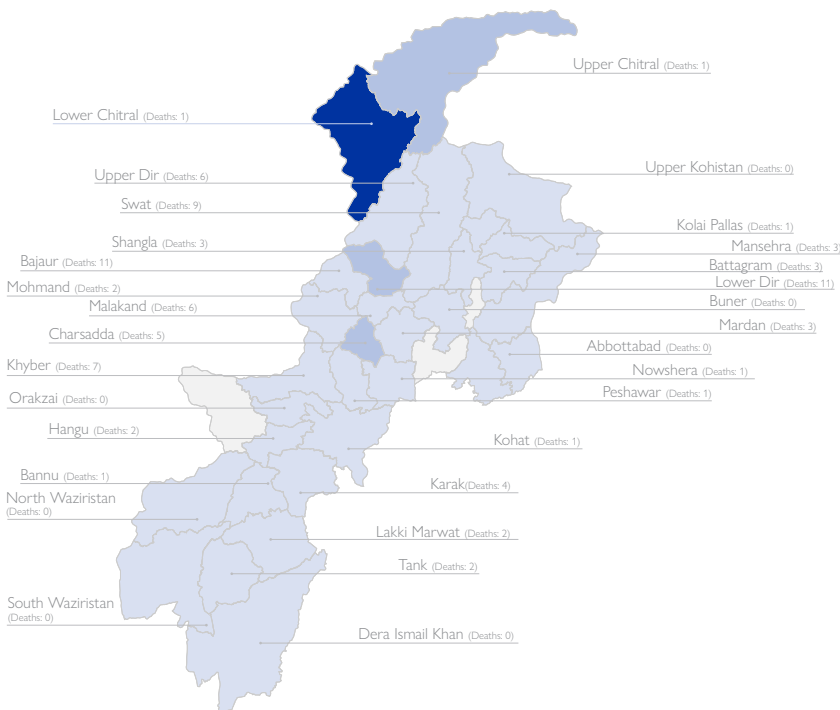 Upper Chitral (Deaths: 1)
Lower Chitral (Deaths: 1)
Upper Kohistan (Deaths: 0)
Upper Dir (Deaths: 6)
Swat (Deaths: 9)
Kolai Pallas (Deaths: 1)
Shangla (Deaths: 3)
Mansehra (Deaths: 3)
Bajaur (Deaths: 11)
Battagram (Deaths: 3)
Lower Dir (Deaths: 11)
Mohmand (Deaths: 2)
Buner (Deaths: 0)
Malakand (Deaths: 6)
Mardan (Deaths: 3)
Charsadda (Deaths: 5)
Abbottabad (Deaths: 0)
Khyber (Deaths: 7)
Nowshera (Deaths: 1)
Peshawar (Deaths: 1)
Orakzai (Deaths: 0)
Hangu (Deaths: 2)
Kohat (Deaths: 1)
Bannu (Deaths: 1)
Karak(Deaths: 4)
North Waziristan
(Deaths: 0)
Lakki Marwat (Deaths: 2)
Tank (Deaths: 2)
South Waziristan
(Deaths: 0)
Dera Ismail Khan (Deaths: 0)